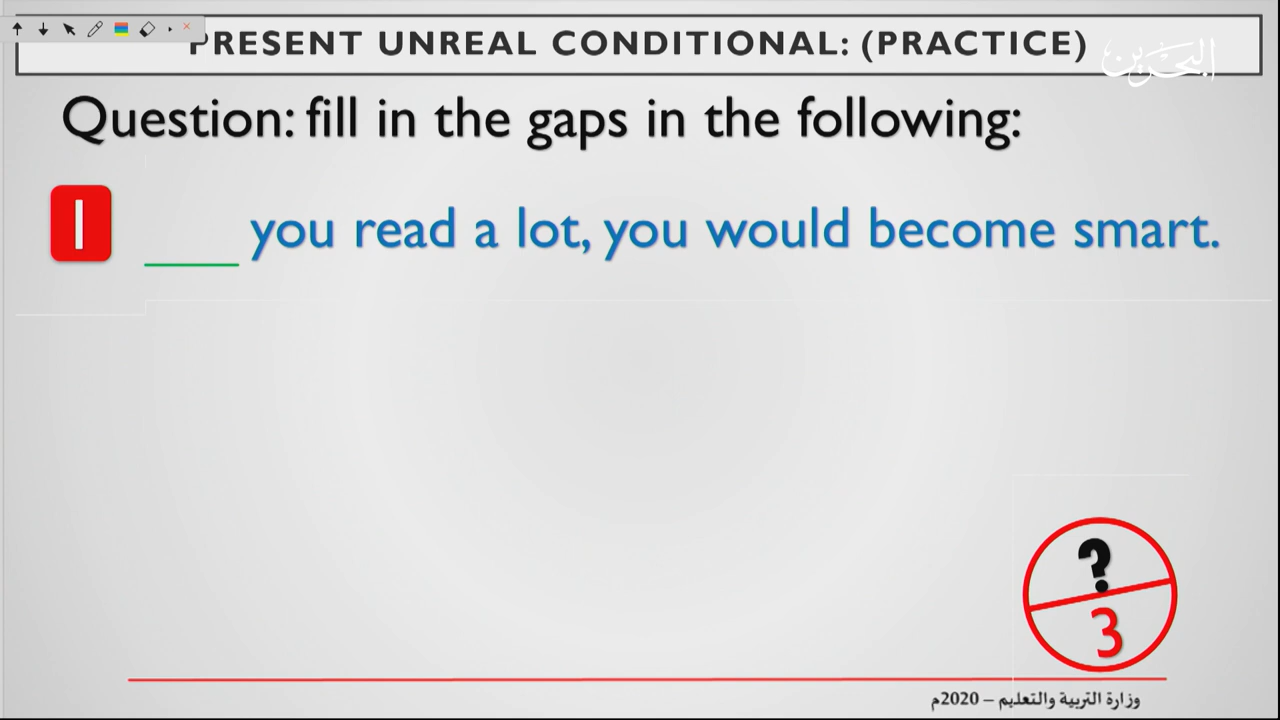 PRESENT UNREAL CONDITIONAL: (PRACTICE)
البحرين
Question: fill in the gaps in the following:
1 ____ you read a lot, you would become smart.
?
3
وزارة التربية والتعليم – 2020م